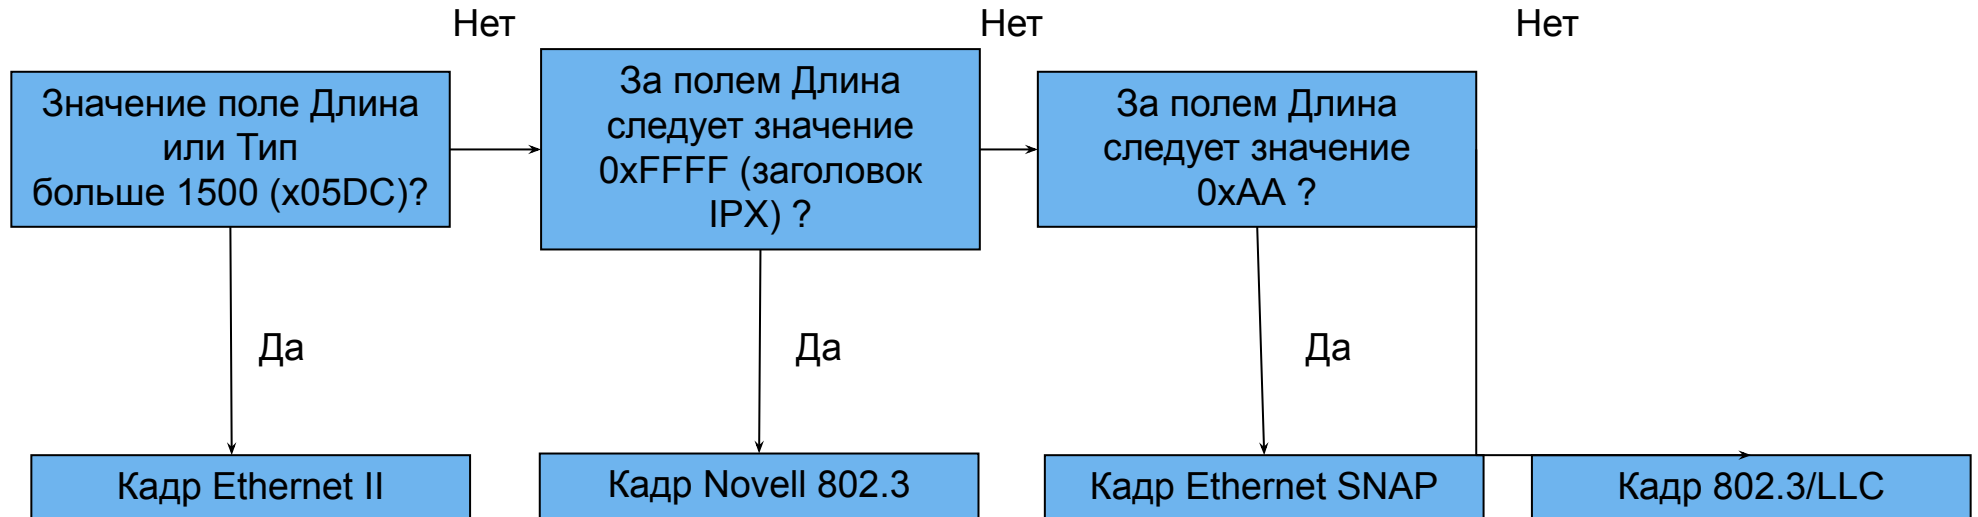 Нет
Нет
Нет
Значение поле Длина
или Тип
больше 1500 (x05DC)?
За полем Длина
следует значение
0xFFFF (заголовок
IPX) ?
За полем Длина
следует значение
0xAA ?
Да
Да
Да
Кадр Ethernet II
Кадр Novell 802.3
Кадр Ethernet SNAP
Кадр 802.3/LLC